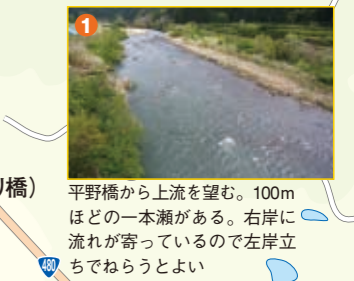 1
リ橋）
平野橋から上流を望む。100m
ほどの一本瀬がある。右岸に
流れが寄っているので左岸立
ちでねらうとよい
480